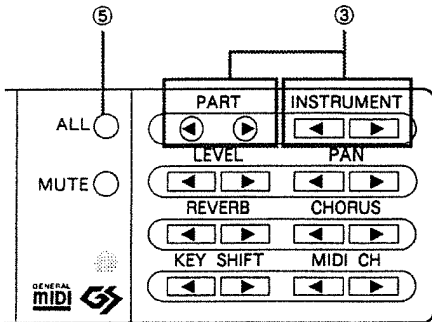 ⑤ ③
PART INSTRUMENT
ALL
LEVEL PAN
MUTE
REVERB CHORUS
KEY SHIFT MIDI CH
GENERAL
MIDI GS